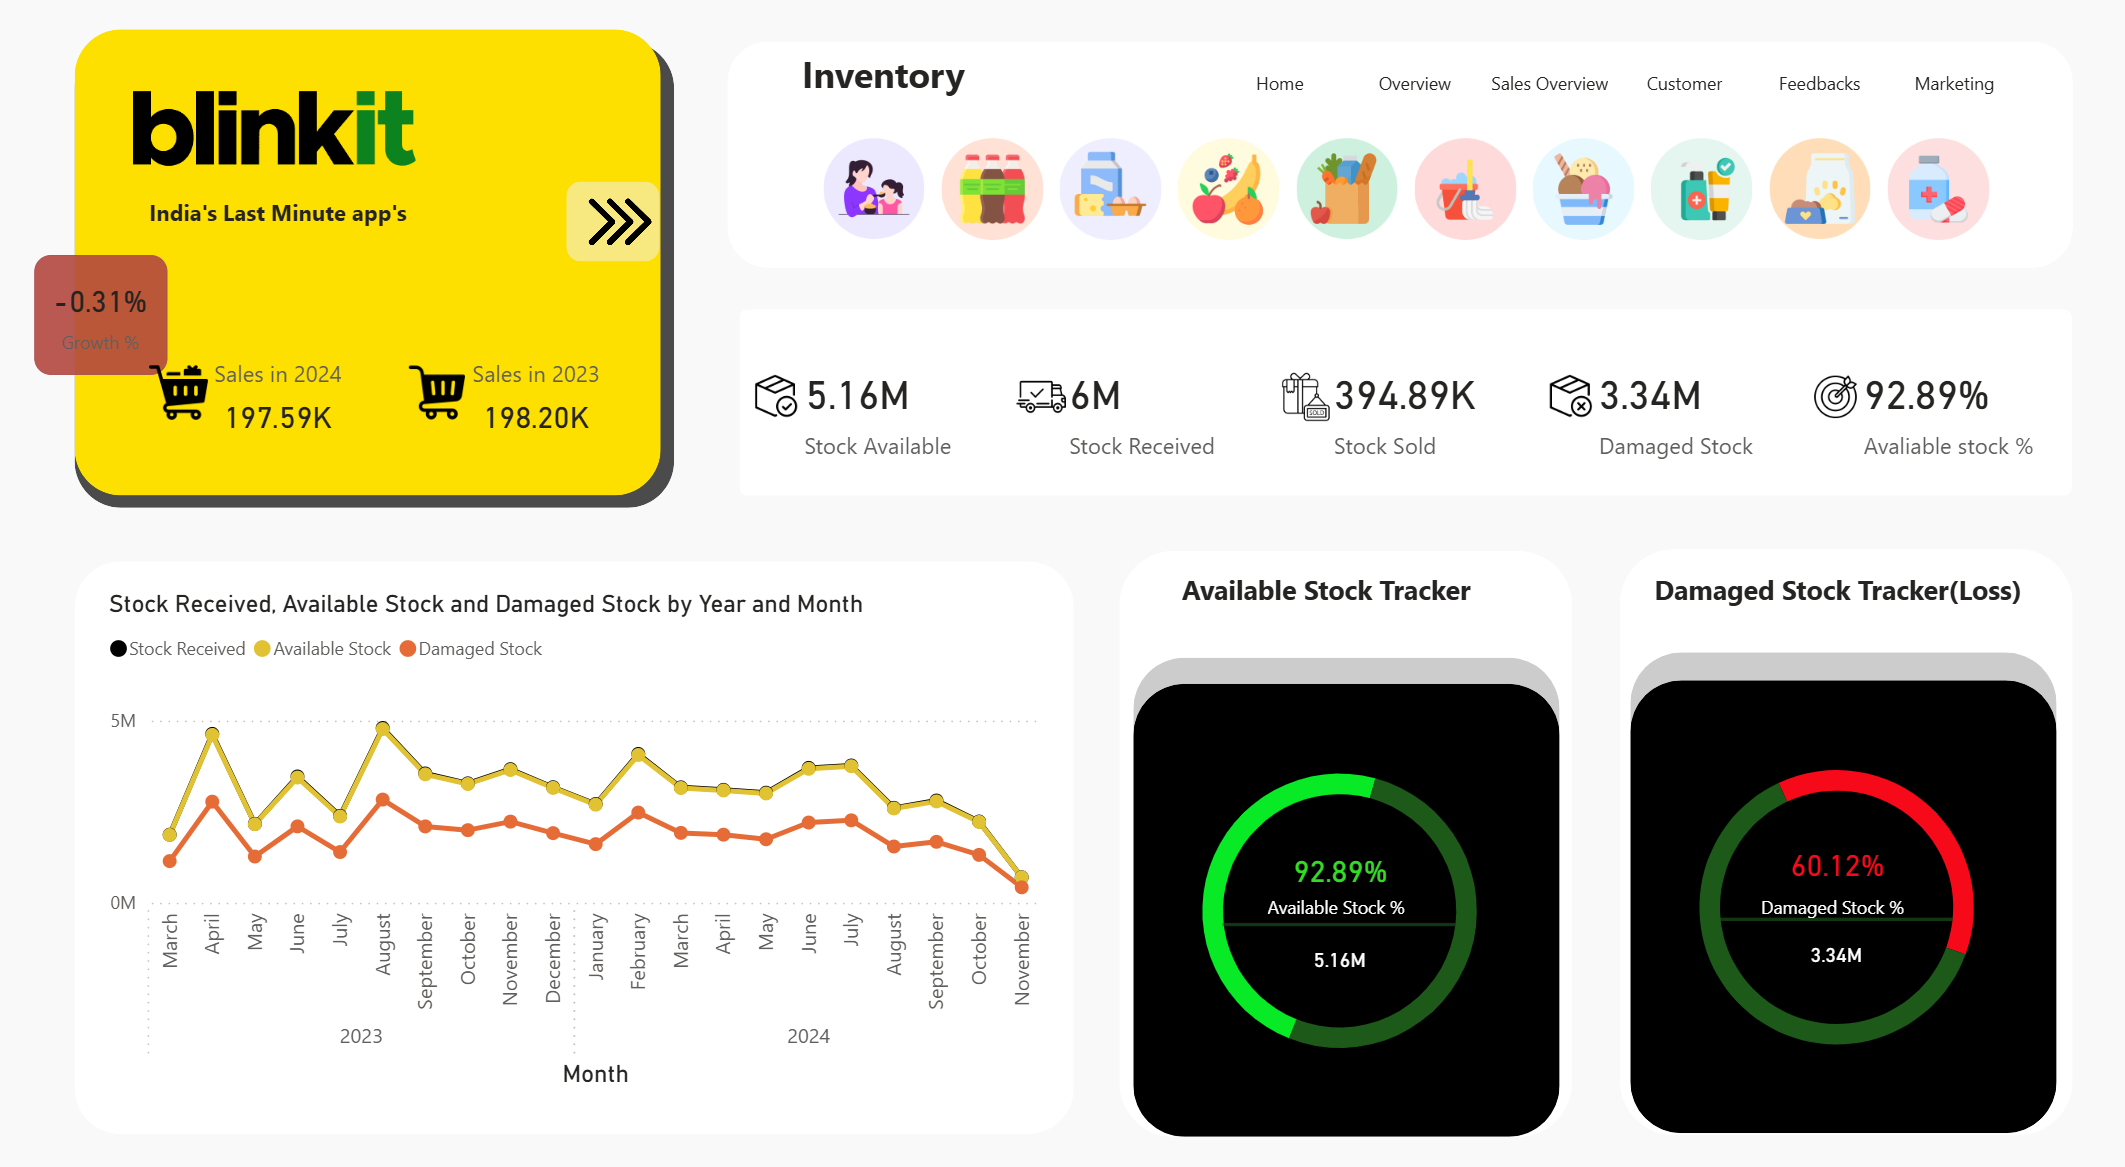 blinkit
India's Last Minute app's
-0.31%
Growth %
Sales in 2024
197.59K
Sales in 2023
198.20K
Inventory
Home Overview Sales Overview Customer Feedbacks Marketing
5.16M
Stock Available
6M
Stock Received
SOLD
394.89K
Stock Sold
3.34M
Damaged Stock
92.89%
Avaliable stock %
Stock Received, Available Stock and Damaged Stock by Year and Month
Stock Received Available Stock Damaged Stock
5M
0M
March April May June July August September October November December January February March April May June July August September October November
2023 2024
Month
Available Stock Tracker
92.89%
Available Stock %
5.16M
Damaged Stock Tracker(Loss)
60.12%
Damaged Stock %
3.34M